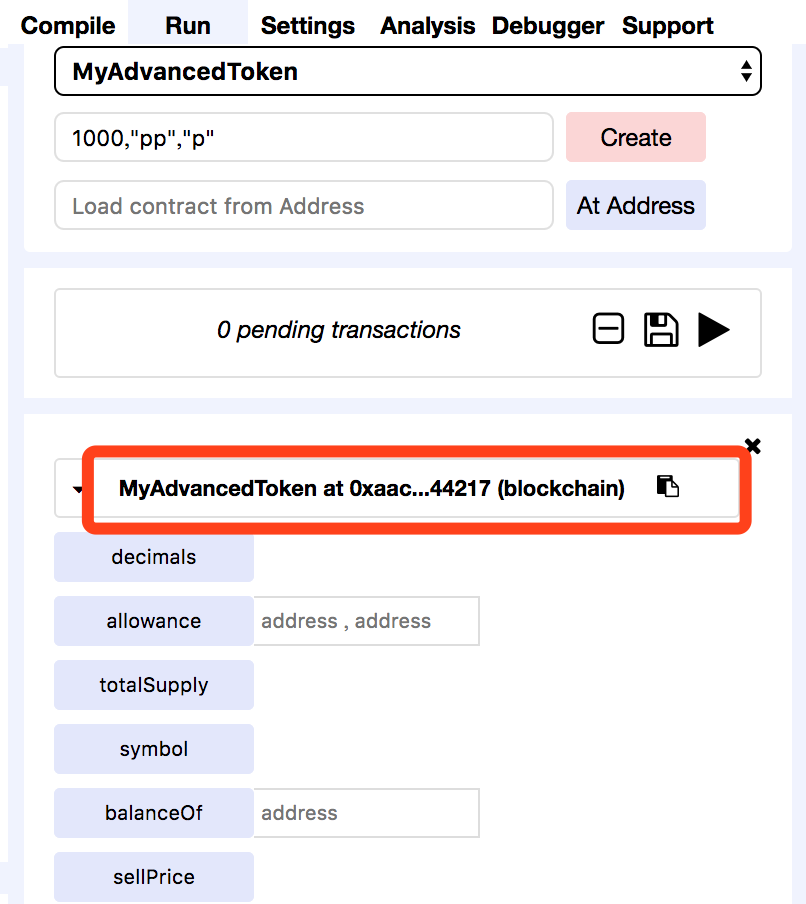 Compile Run Settings Analysis Debugger Support
MyAdvancedToken
1000,"pp","p" Create
Load contract from Address At Address
0 pending transactions
MyAdvancedToken at 0xaac...44217 (blockchain)
decimals
allowance address , address
totalSupply
symbol
balanceOf address
sellPrice